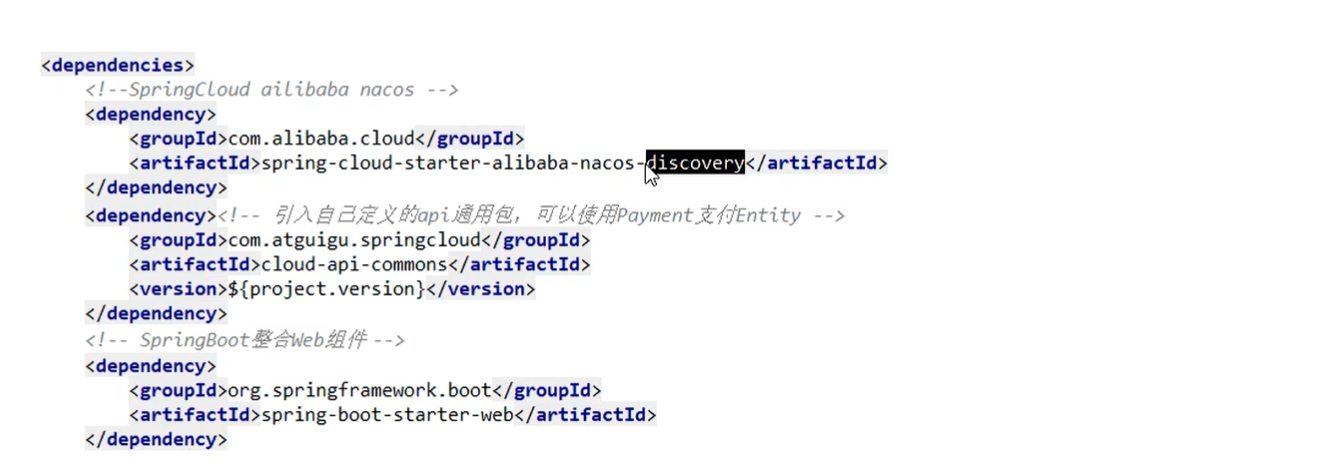 <dependencies>
<!--SpringCloud ailibaba nacos -->
<dependency>
<groupId>com.alibaba.cloud</groupId>
<artifactId>spring-cloud-starter-alibaba-nacos-discovery</artifactId>
</dependency>
<dependency><!-- 引入自己定义的api通用包，可以使用Payment支付Entity -->
<groupId>com.atguigu.springcloud</groupId>
<artifactId>cloud-api-commons</artifactId>
<version>${project.version}</version>
</dependency>
<!-- SpringBoot整合Web组件 -->
<dependency>
<groupId>org.springframework.boot</groupId>
<artifactId>spring-boot-starter-web</artifactId>
</dependency>